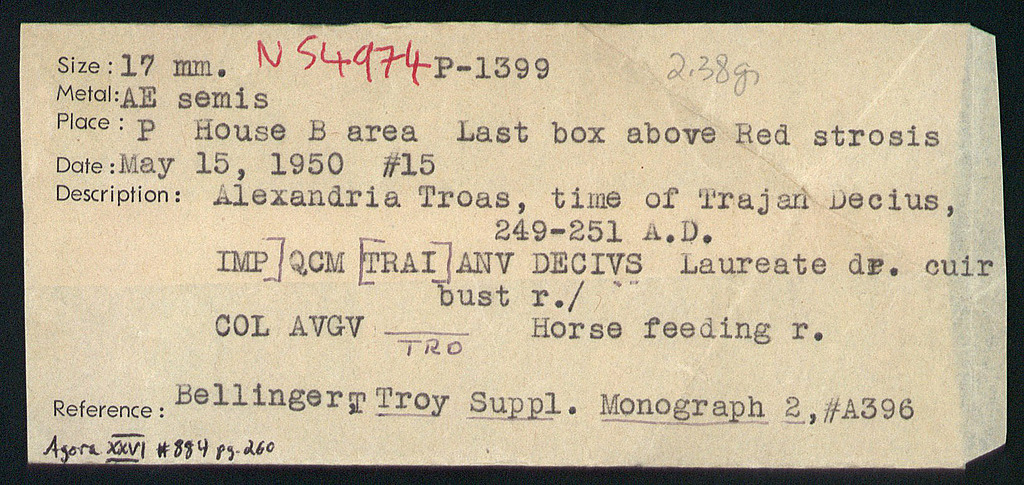 Size: 17 mm. N 54974 P-1399 2.38gr
Metal: AE semis
Place: P House B area Last box above Red strosis
Date: May 15, 1950 #15
Description: Alexandria Troas, time of Trajan Decius,
249-251 A.D.
IMP]QCM [TRAI]ANV DECIVS Laureate dr. cuir
bust r./
COL AVGV ____ Horse feeding r.
TRO
Reference: Bellinger, Troy Suppl. Monograph 2, #A396
Agora XXVI #884 pg. 260